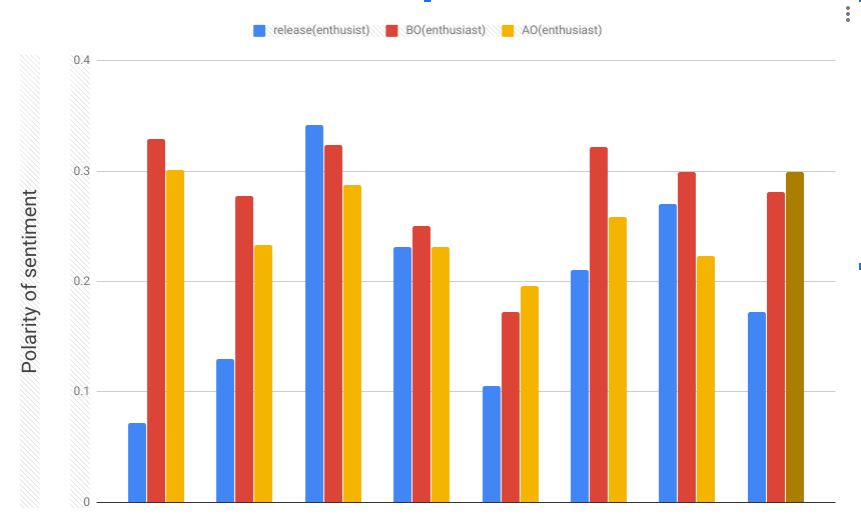 release(enthusist) BO(enthusiast) AO(enthusiast)
0.4
0.3
0.2
0.1
0
Polarity of sentiment